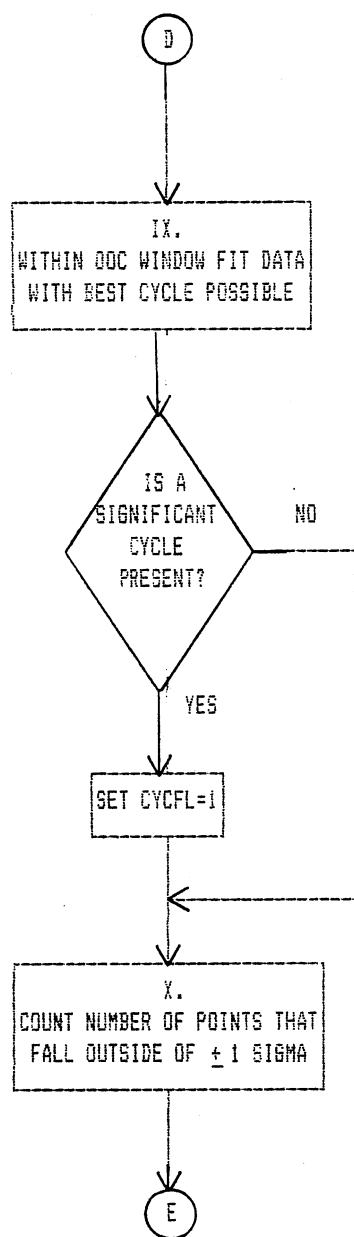 D
IX.
WITHIN OOC WINDOW FIT DATA
WITH BEST CYCLE POSSIBLE
IS A
SIGNIFICANT
CYCLE
PRESENT?
NO
YES
SET CYCFL=1
X.
COUNT NUMBER OF POINTS THAT
FALL OUTSIDE OF ± 1 SIGMA
E